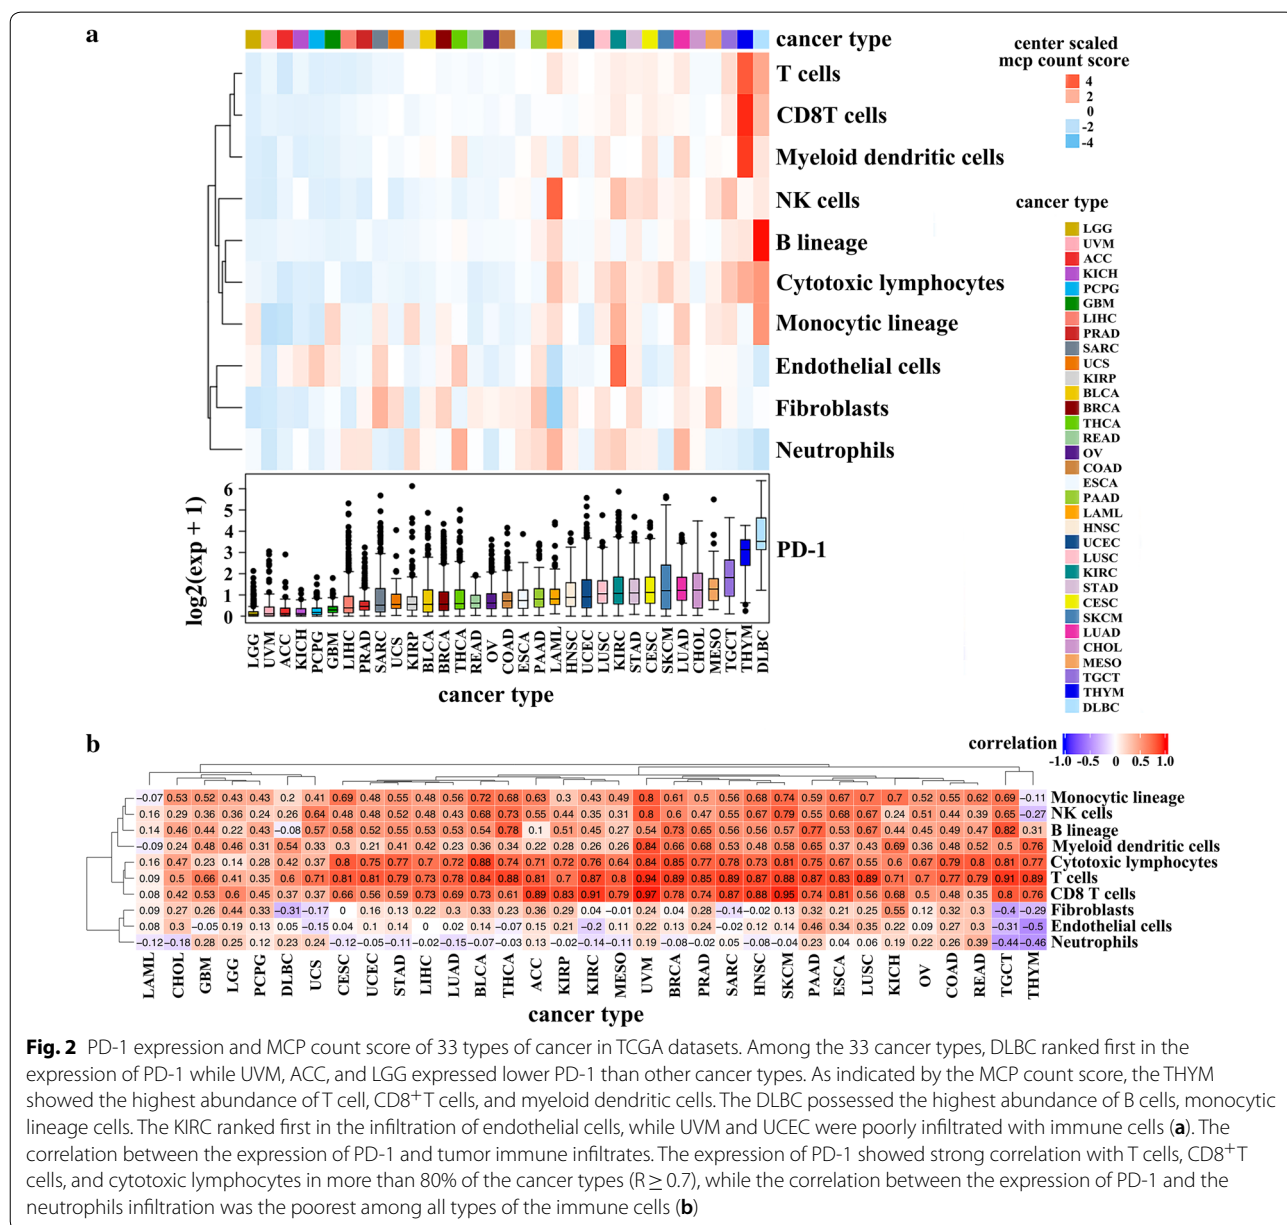 a
cancer type
T cells
CD8T cells
Myeloid dendritic cells
NK cells
B lineage
Cytotoxic lymphocytes
Monocytic lineage
Endothelial cells
Fibroblasts
Neutrophils
center scaled
mcp count score
4
2
0
-2
-4
cancer type
LGG
UVM
ACC
KICH
PCPG
GBM
LIHC
PRAD
SARC
UCS
KIRP
BLCA
BRCA
THCA
READ
OV
COAD
ESCA
PAAD
LAML
HNSC
UCEC
LUSC
KIRC
STAD
CESC
SKCM
LUAD
CHOL
MESO
TGCT
THYM
DLBC
log2(exp + 1)
6
5
4
3
2
1
0
PD-1
LGG UVM ACC KICH PCPG GBM LIHC PRAD SARC UCS KIRP BLCA BRCA THCA READ OV COAD ESCA PAAD LAML HNSC UCEC LUSC KIRC STAD CESC SKCM LUAD CHOL MESO TGCT THYM DLBC
cancer type
b
correlation
-1.0 -0.5 0 0.5 1.0
−0.07 0.53 0.52 0.43 0.43 0.2 0.41 0.69 0.48 0.55 0.48 0.56 0.72 0.68 0.63 0.3 0.43 0.49 0.8 0.61 0.5 0.56 0.68 0.74 0.59 0.67 0.7 0.7 0.52 0.55 0.62 0.69 −0.11 Monocytic lineage
0.16 0.29 0.36 0.36 0.24 0.26 0.64 0.48 0.53 0.48 0.48 0.43 0.68 0.73 0.55 0.44 0.35 0.31 0.8 0.6 0.47 0.55 0.67 0.79 0.55 0.68 0.67 0.24 0.51 0.44 0.39 0.65 −0.27 NK cells
0.14 0.46 0.44 0.22 0.43 −0.08 0.57 0.58 0.52 0.55 0.53 0.53 0.54 0.78 0.1 0.51 0.45 0.27 0.54 0.73 0.65 0.56 0.56 0.56 0.77 0.53 0.67 0.44 0.45 0.49 0.47 0.82 0.31 B lineage
−0.09 0.24 0.48 0.46 0.31 0.54 0.33 0.3 0.21 0.41 0.42 0.23 0.36 0.34 0.22 0.28 0.26 0.26 0.84 0.66 0.68 0.53 0.48 0.58 0.65 0.37 0.43 0.69 0.36 0.48 0.52 0.5 0.76 Myeloid dendritic cells
0.16 0.47 0.23 0.14 0.28 0.42 0.37 0.8 0.75 0.77 0.7 0.72 0.88 0.74 0.71 0.72 0.76 0.64 0.84 0.85 0.77 0.78 0.73 0.81 0.75 0.67 0.55 0.6 0.67 0.79 0.8 0.81 0.77 Cytotoxic lymphocytes
0.09 0.5 0.66 0.41 0.35 0.6 0.71 0.81 0.81 0.79 0.73 0.78 0.84 0.88 0.81 0.7 0.87 0.8 0.94 0.89 0.85 0.89 0.87 0.88 0.87 0.83 0.89 0.71 0.7 0.77 0.79 0.91 0.89 T cells
0.08 0.42 0.53 0.6 0.45 0.37 0.37 0.66 0.56 0.59 0.73 0.69 0.73 0.61 0.89 0.83 0.91 0.79 0.97 0.78 0.74 0.87 0.88 0.95 0.74 0.81 0.56 0.68 0.5 0.48 0.35 0.8 0.76 CD8 T cells
0.09 0.27 0.26 0.44 0.33 −0.31 −0.17 0 0.16 0.14 0.22 0.3 0.33 0.23 0.36 0.29 0.04 −0.01 0.24 0.04 0.28 −0.14 −0.02 0.13 0.32 0.21 0.25 0.55 0.12 0.32 0.3 −0.4 −0.29 Fibroblasts
0.08 0.3 −0.05 0.19 0.13 0.05 −0.15 0.04 0.1 0.13 0 0.02 0.14 −0.07 0.15 0.21 −0.2 0.11 0.02 0.13 0.24 −0.02 0.12 0.14 0.46 0.34 0.35 0.22 0.09 0.27 0.3 −0.31 −0.5 Endothelial cells
−0.12 −0.18 0.28 0.25 0.12 0.23 0.24 −0.12 −0.05 −0.11 −0.02 −0.15 −0.07 −0.03 0.13 −0.02 −0.14 −0.11 0.19 −0.08 −0.02 0.05 −0.08 −0.04 0.23 0.04 0.06 0.19 0.22 0.26 0.39 −0.44 −0.46 Neutrophils
LAML CHOL GBM LGG PCPG DLBC UCS CESC UCEC STAD LIHC LUAD BLCA THCA ACC KIRP KIRC MESO UVM BRCA PRAD SARC HNSC SKCM PAAD ESCA LUSC KICH OV COAD READ TGCT THYM
cancer type
Fig. 2 PD-1 expression and MCP count score of 33 types of cancer in TCGA datasets. Among the 33 cancer types, DLBC ranked first in the
expression of PD-1 while UVM, ACC, and LGG expressed lower PD-1 than other cancer types. As indicated by the MCP count score, the THYM
showed the highest abundance of T cell, CD8+T cells, and myeloid dendritic cells. The DLBC possessed the highest abundance of B cells, monocytic
lineage cells. The KIRC ranked first in the infiltration of endothelial cells, while UVM and UCEC were poorly infiltrated with immune cells (a). The
correlation between the expression of PD-1 and tumor immune infiltrates. The expression of PD-1 showed strong correlation with T cells, CD8+T
cells, and cytotoxic lymphocytes in more than 80% of the cancer types (R ≥ 0.7), while the correlation between the expression of PD-1 and the
neutrophils infiltration was the poorest among all types of the immune cells (b)